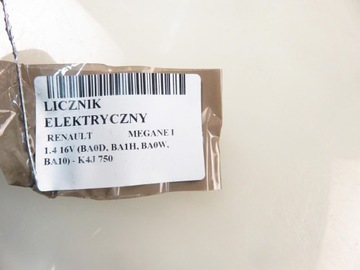 LICZNIK
ELEKTRYCZNY
RENAULT MEGANE I
1.4 16V (BA0D, BA1H, BA0W,
BA10) - K4J 750